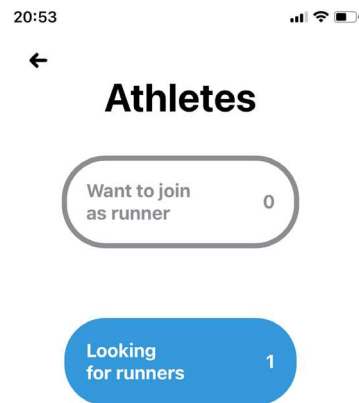 20:53
Athletes
Want to join
as runner
0
Looking
for runners
1